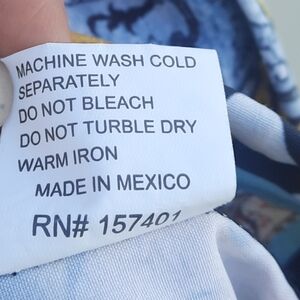 MACHINE WASH COLD
SEPARATELY
DO NOT BLEACH
DO NOT TURBLE DRY
WARM IRON
MADE IN MEXICO
RN# 157401